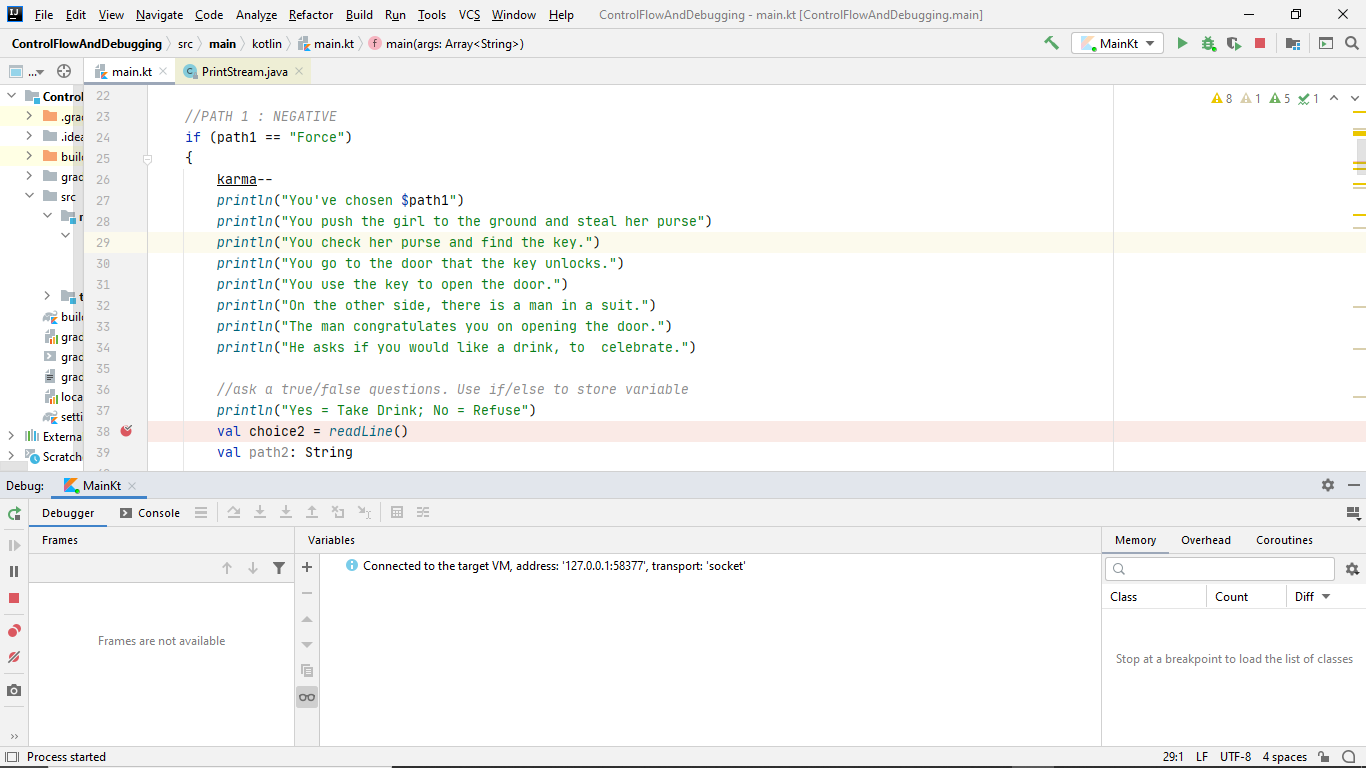 File Edit View Navigate Code Analyze Refactor Build Run Tools VCS Window Help ControlFlowAndDebugging - main.kt [ControlFlowAndDebugging.main]
ControlFlowAndDebugging src main kotlin main.kt main(args: Array<String>) MainKt
... main.kt PrintStream.java
Control
.gra
.idea
build
grad
src
n
t
build
grad
grad
grad
loca
setti
Externa
Scratch
8 1 5 1
22
23 //PATH 1 : NEGATIVE
24 if (path1 == "Force")
25 {
26 karma--
27 println("You've chosen $path1")
28 println("You push the girl to the ground and steal her purse")
29 println("You check her purse and find the key.")
30 println("You go to the door that the key unlocks.")
31 println("You use the key to open the door.")
32 println("On the other side, there is a man in a suit.")
33 println("The man congratulates you on opening the door.")
34 println("He asks if you would like a drink, to  celebrate.")
35
36 //ask a true/false questions. Use if/else to store variable
37 println("Yes = Take Drink; No = Refuse")
38 val choice2 = readLine()
39 val path2: String
Debug: MainKt
Debugger Console
Frames Variables Memory Overhead Coroutines
Connected to the target VM, address: '127.0.0.1:58377', transport: 'socket'
Class Count Diff
Frames are not available
Stop at a breakpoint to load the list of classes
Process started 29:1 LF UTF-8 4 spaces